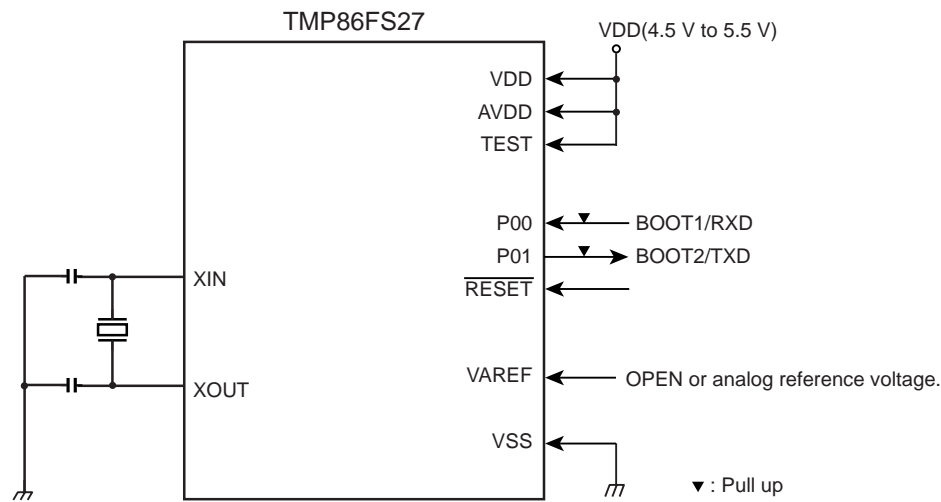 TMP86FS27
VDD(4.5 V to 5.5 V)
VDD
AVDD
TEST
P00
BOOT1/RXD
P01
BOOT2/TXD
XIN
RESET
VAREF
OPEN or analog reference voltage.
XOUT
VSS
▼ : Pull up